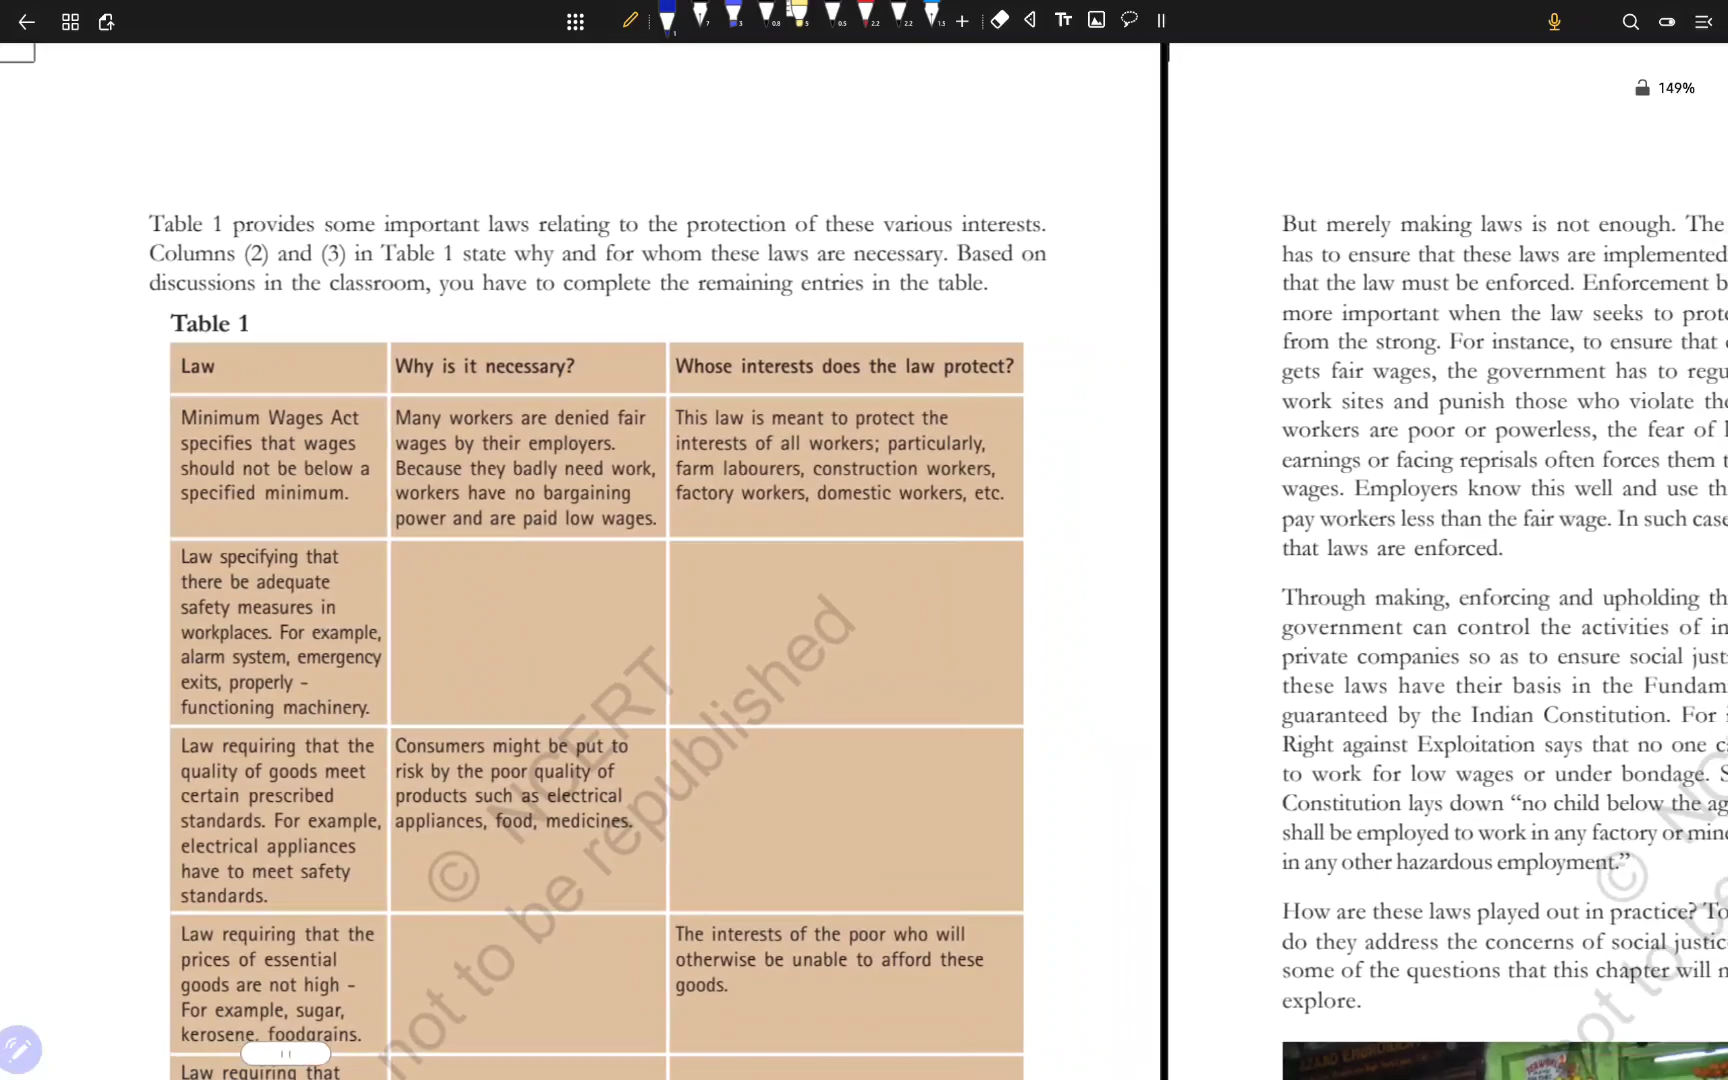 1
7
3
0.8
5
0.5
2.2
2.2
1.5
Tт
149%
Table 1 provides some important laws relating to the protection of these various interests.
Columns (2) and (3) in Table 1 state why and for whom these laws are necessary. Based on
discussions in the classroom, you have to complete the remaining entries in the table.
Table 1
Law
Why is it necessary?
Whose interests does the law protect?
Minimum Wages Act
specifies that wages
should not be below a
specified minimum.
Many workers are denied fair
wages by their employers.
Because they badly need work,
workers have no bargaining
power and are paid low wages.
This law is meant to protect the
interests of all workers; particularly,
farm labourers, construction workers,
factory workers, domestic workers, etc.
Law specifying that
there be adequate
safety measures in
workplaces. For example,
alarm system, emergency
exits, properly -
functioning machinery.
Law requiring that the
quality of goods meet
certain prescribed
standards. For example,
electrical appliances
have to meet safety
standards.
Consumers might be put to
risk by the poor quality of
products such as electrical
appliances, food, medicines.
Law requiring that the
prices of essential
goods are not high -
For example, sugar,
kerosene, foodgrains.
The interests of the poor who will
otherwise be unable to afford these
goods.
Law requiring that
© NCERT
not to be republished
But merely making laws is not enough. The
has to ensure that these laws are implemented
that the law must be enforced. Enforcement
more important when the law seeks to
from the strong. For instance, to ensure that
gets fair wages, the government has to
work sites and punish those who violate
workers are poor or powerless, the fear of
earnings or facing reprisals often forces them
wages. Employers know this well and use
pay workers less than the fair wage. In such
that laws are enforced.
Through making, enforcing and upholding
government can control the activities of
private companies so as to ensure social
these laws have their basis in the
guaranteed by the Indian Constitution. For
Right against Exploitation says that no one
to work for low wages or under bondage.
Constitution lays down “no child below the
shall be employed to work in any factory or
in any other hazardous employment.”
How are these laws played out in practice?
do they address the concerns of social
some of the questions that this chapter will
explore.
©
not to be